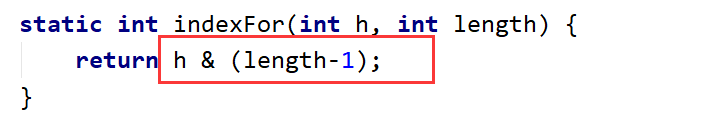 static int indexFor(int h, int length) {
    return h & (length-1);
}